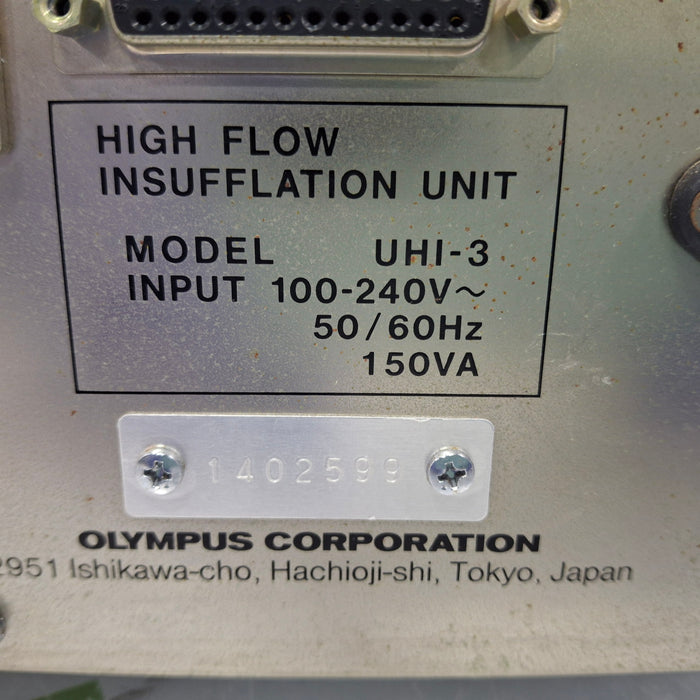 HIGH FLOW
INSUFFLATION UNIT
MODEL UHI-3
INPUT 100-240V~
50/60Hz
150VA
1402599
OLYMPUS CORPORATION
2951 Ishikawa-cho, Hachioji-shi, Tokyo, Japan